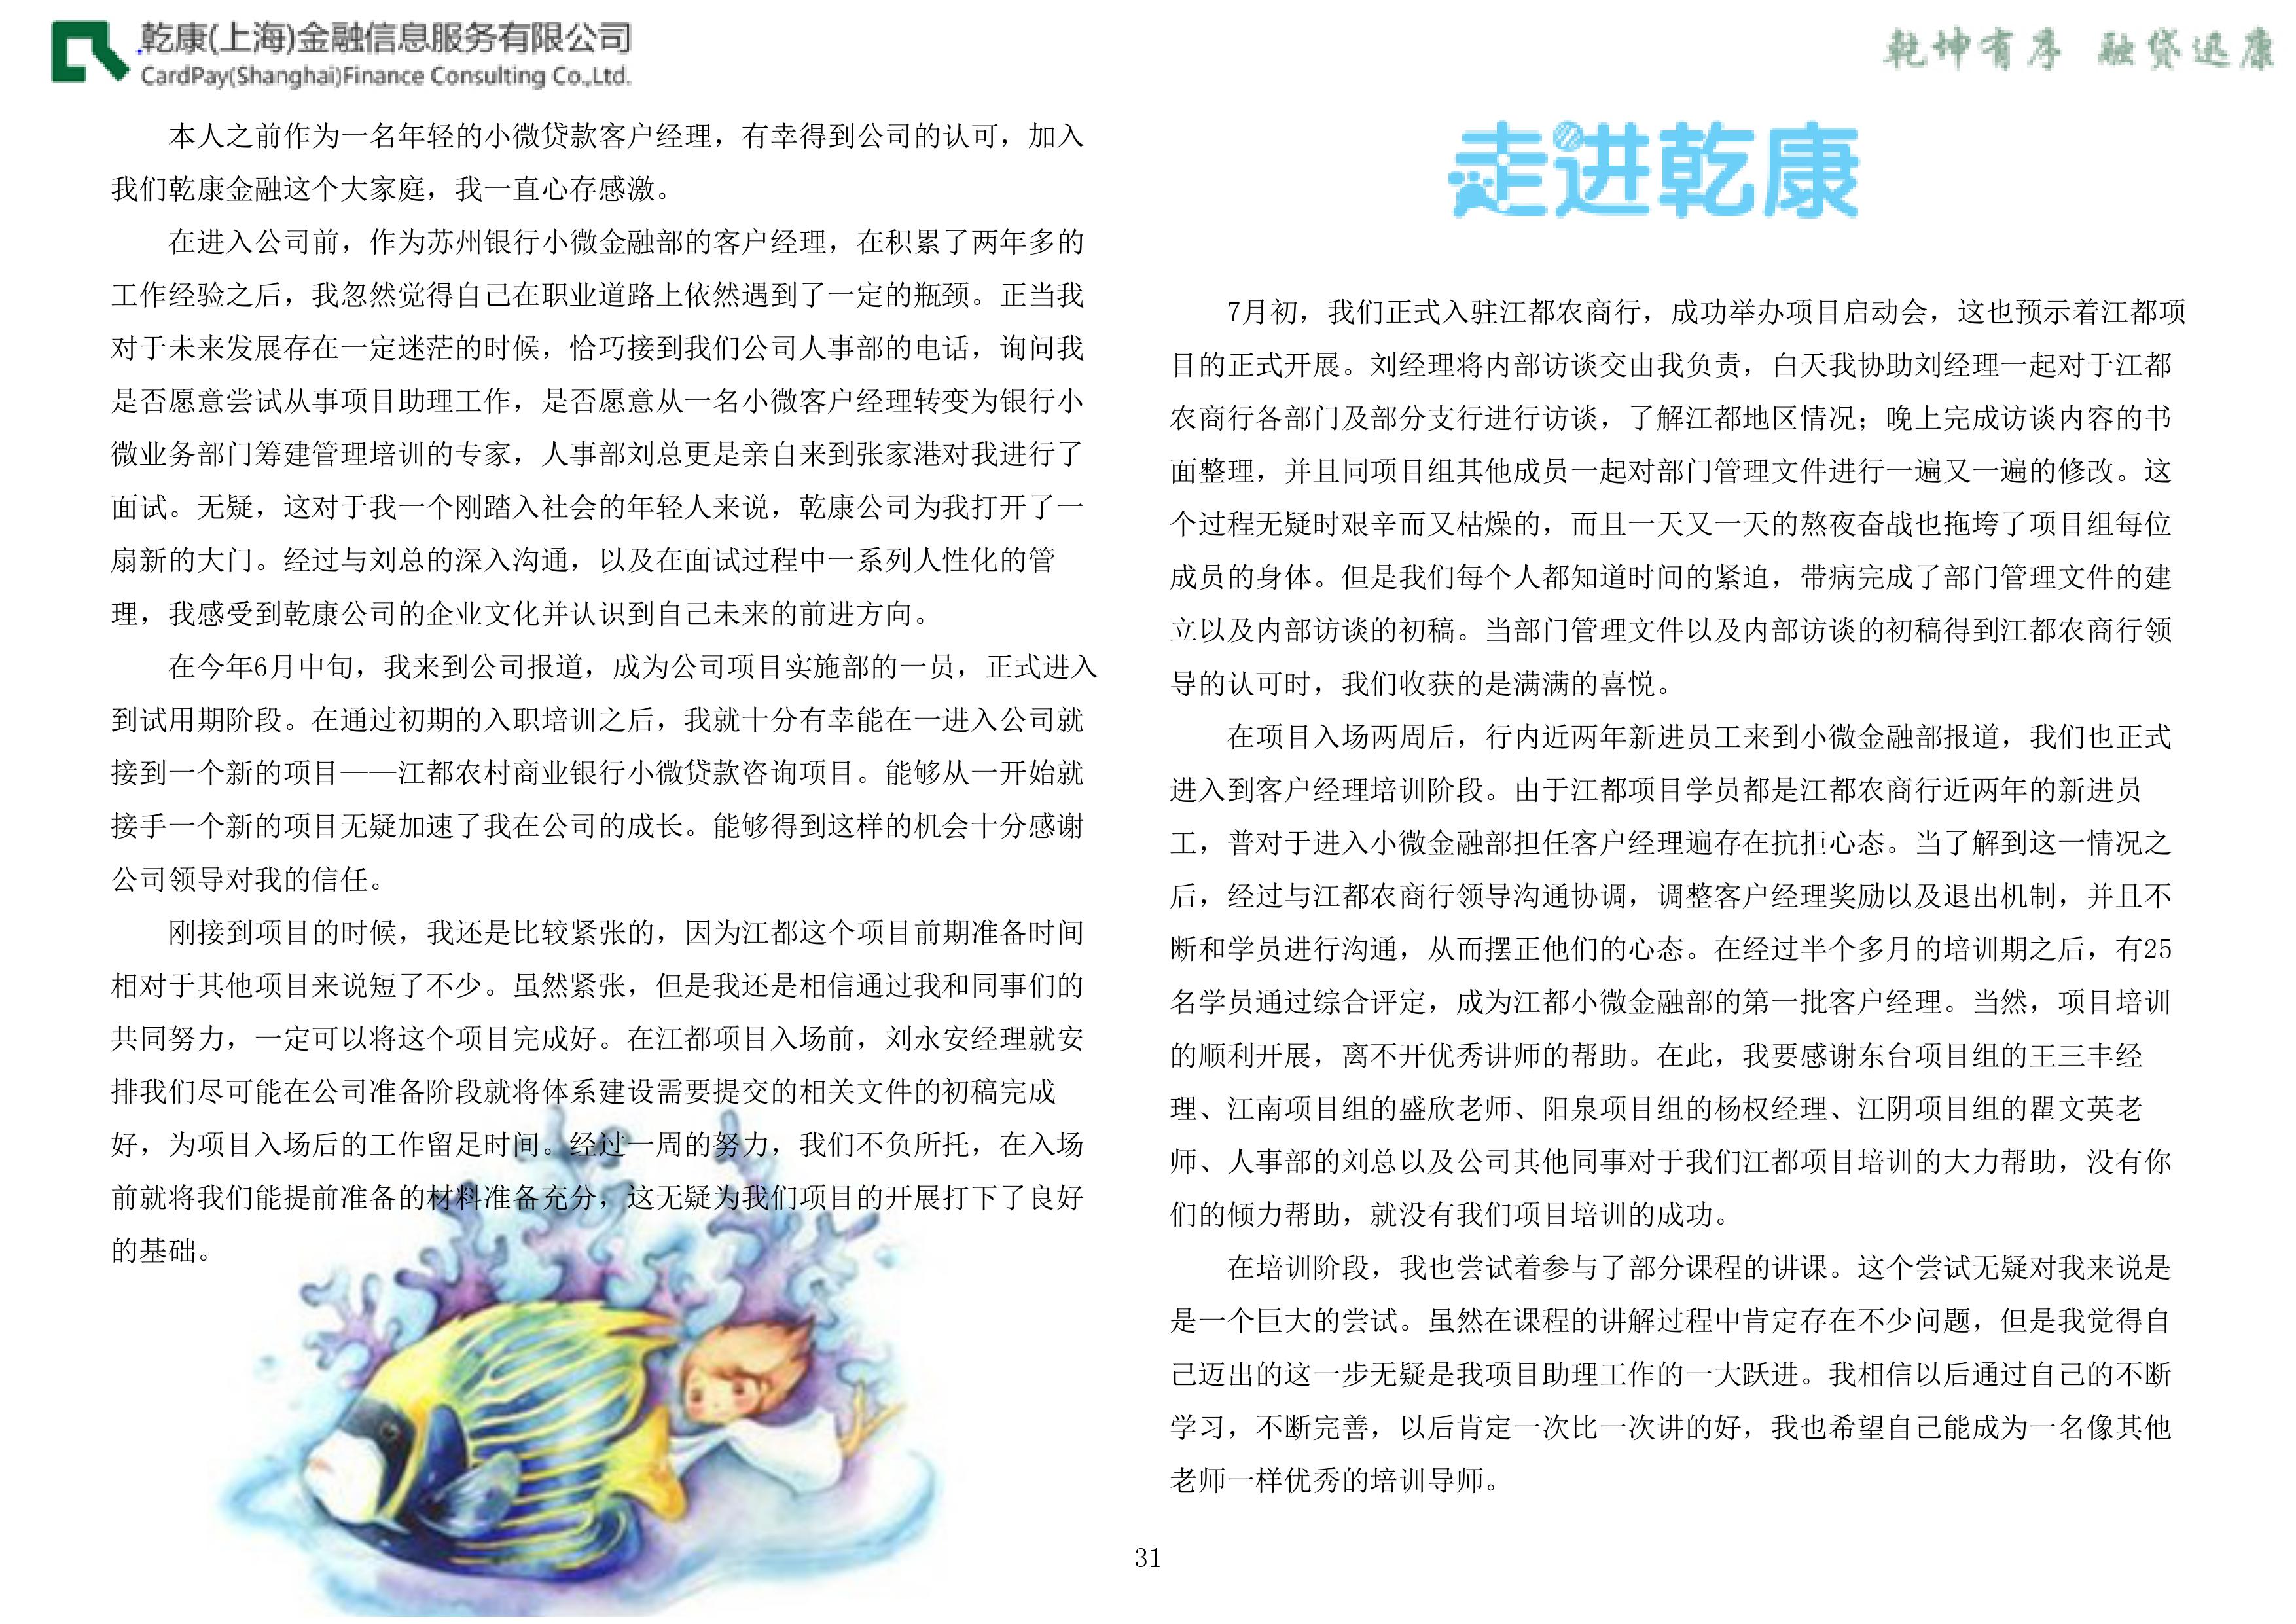 乾康(上海)金融信息服务有限公司
CardPay(Shanghai)Finance Consulting Co.,Ltd.
乾坤有序 融贷迅康
本人之前作为一名年轻的小微贷款客户经理，有幸得到公司的认可，加入
我们乾康金融这个大家庭，我一直心存感激。
在进入公司前，作为苏州银行小微金融部的客户经理，在积累了两年多的
工作经验之后，我忽然觉得自己在职业道路上依然遇到了一定的瓶颈。正当我
对于未来发展存在一定迷茫的时候，恰巧接到我们公司人事部的电话，询问我
是否愿意尝试从事项目助理工作，是否愿意从一名小微客户经理转变为银行小
微业务部门筹建管理培训的专家，人事部刘总更是亲自来到张家港对我进行了
面试。无疑，这对于我一个刚踏入社会的年轻人来说，乾康公司为我打开了一
扇新的大门。经过与刘总的深入沟通，以及在面试过程中一系列人性化的管
理，我感受到乾康公司的企业文化并认识到自己未来的前进方向。
在今年6月中旬，我来到公司报道，成为公司项目实施部的一员，正式进入
到试用期阶段。在通过初期的入职培训之后，我就十分有幸能在一进入公司就
接到一个新的项目——江都农村商业银行小微贷款咨询项目。能够从一开始就
接手一个新的项目无疑加速了我在公司的成长。能够得到这样的机会十分感谢
公司领导对我的信任。
刚接到项目的时候，我还是比较紧张的，因为江都这个项目前期准备时间
相对于其他项目来说短了不少。虽然紧张，但是我还是相信通过我和同事们的
共同努力，一定可以将这个项目完成好。在江都项目入场前，刘永安经理就安
排我们尽可能在公司准备阶段就将体系建设需要提交的相关文件的初稿完成
好，为项目入场后的工作留足时间。经过一周的努力，我们不负所托，在入场
前就将我们能提前准备的材料准备充分，这无疑为我们项目的开展打下了良好
的基础。
走进乾康
7月初，我们正式入驻江都农商行，成功举办项目启动会，这也预示着江都项
目的正式开展。刘经理将内部访谈交由我负责，白天我协助刘经理一起对于江都
农商行各部门及部分支行进行访谈，了解江都地区情况；晚上完成访谈内容的书
面整理，并且同项目组其他成员一起对部门管理文件进行一遍又一遍的修改。这
个过程无疑时艰辛而又枯燥的，而且一天又一天的熬夜奋战也拖垮了项目组每位
成员的身体。但是我们每个人都知道时间的紧迫，带病完成了部门管理文件的建
立以及内部访谈的初稿。当部门管理文件以及内部访谈的初稿得到江都农商行领
导的认可时，我们收获的是满满的喜悦。
在项目入场两周后，行内近两年新进员工来到小微金融部报道，我们也正式
进入到客户经理培训阶段。由于江都项目学员都是江都农商行近两年的新进员
工，普对于进入小微金融部担任客户经理遍存在抗拒心态。当了解到这一情况之
后，经过与江都农商行领导沟通协调，调整客户经理奖励以及退出机制，并且不
断和学员进行沟通，从而摆正他们的心态。在经过半个多月的培训期之后，有25
名学员通过综合评定，成为江都小微金融部的第一批客户经理。当然，项目培训
的顺利开展，离不开优秀讲师的帮助。在此，我要感谢东台项目组的王三丰经
理、江南项目组的盛欣老师、阳泉项目组的杨权经理、江阴项目组的瞿文英老
师、人事部的刘总以及公司其他同事对于我们江都项目培训的大力帮助，没有你
们的倾力帮助，就没有我们项目培训的成功。
在培训阶段，我也尝试着参与了部分课程的讲课。这个尝试无疑对我来说是
是一个巨大的尝试。虽然在课程的讲解过程中肯定存在不少问题，但是我觉得自
己迈出的这一步无疑是我项目助理工作的一大跃进。我相信以后通过自己的不断
学习，不断完善，以后肯定一次比一次讲的好，我也希望自己能成为一名像其他
老师一样优秀的培训导师。
31